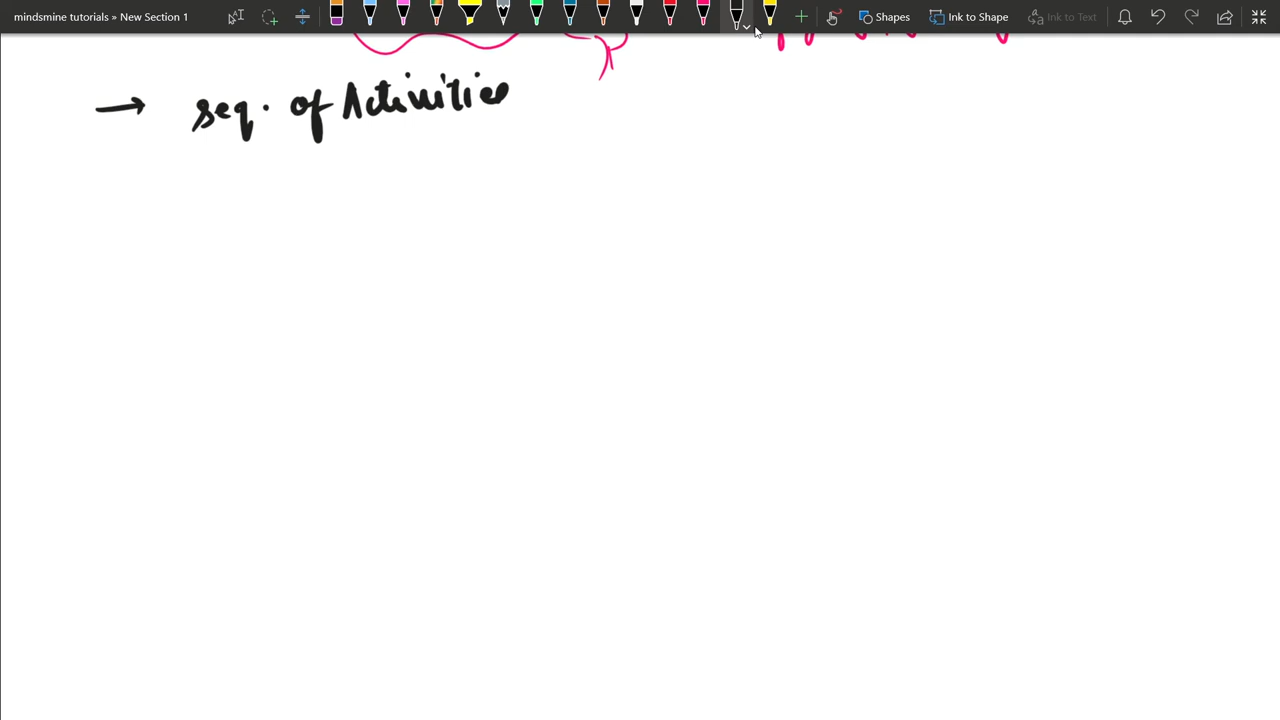 mindsmine tutorials » New Section 1
Shapes
Ink to Shape
Ink to Text
→ seq. of Activities